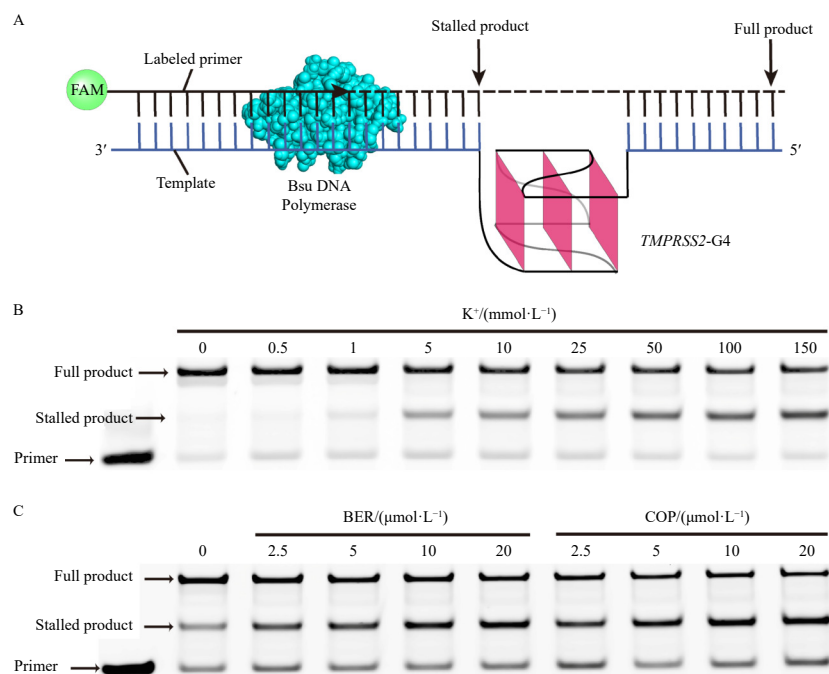 A
Stalled product
Full product
Labeled primer
FAM
3′
5′
Template
Bsu DNA
Polymerase
TMPRSS2-G4
B
K⁺/(mmol·L⁻¹)
0 0.5 1 5 10 25 50 100 150
Full product
Stalled product
Primer
C
BER/(μmol·L⁻¹) COP/(μmol·L⁻¹)
0 2.5 5 10 20 2.5 5 10 20
Full product
Stalled product
Primer